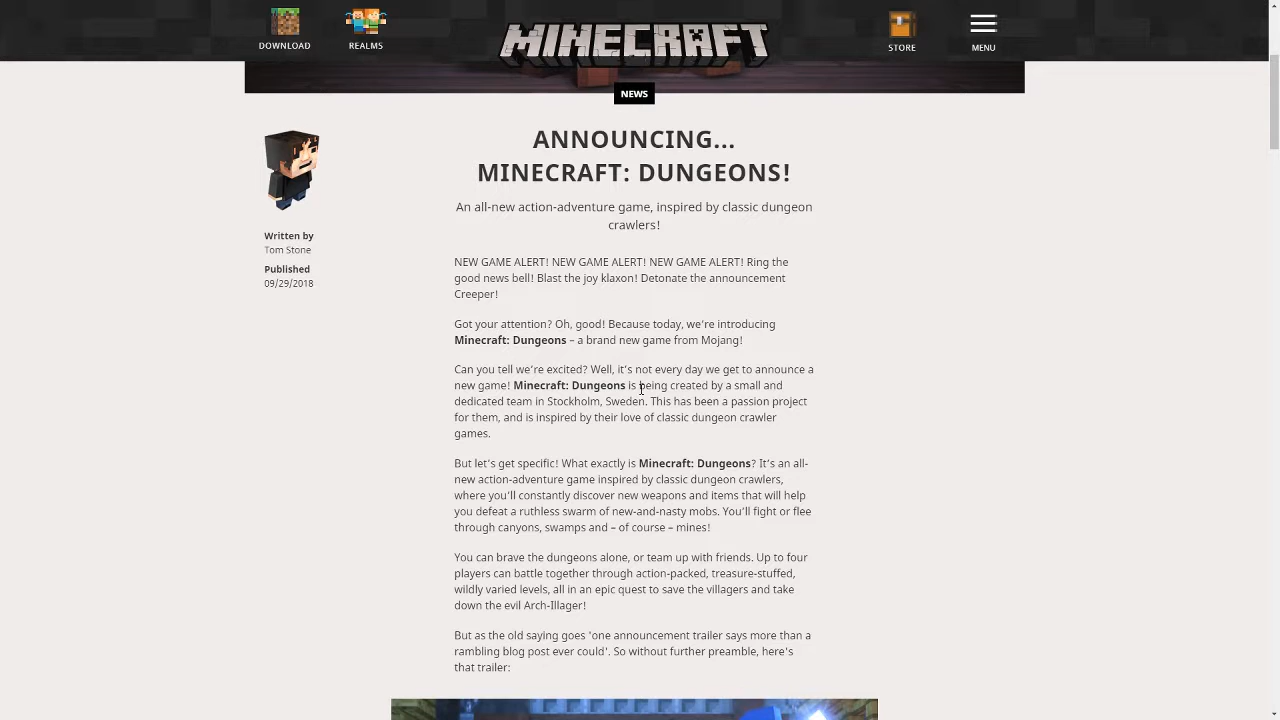 DOWNLOAD
REALMS
MINECRAFT
STORE
MENU
NEWS
ANNOUNCING...
MINECRAFT: DUNGEONS!
An all-new action-adventure game, inspired by classic dungeon
crawlers!
Written by
Tom Stone
Published
09/29/2018
NEW GAME ALERT! NEW GAME ALERT! NEW GAME ALERT! Ring the
good news bell! Blast the joy klaxon! Detonate the announcement
Creeper!
Got your attention? Oh, good! Because today, we're introducing
Minecraft: Dungeons – a brand new game from Mojang!
Can you tell we're excited? Well, it's not every day we get to announce a
new game! Minecraft: Dungeons is being created by a small and
dedicated team in Stockholm, Sweden. This has been a passion project
for them, and is inspired by their love of classic dungeon crawler
games.
But let's get specific! What exactly is Minecraft: Dungeons? It's an all-
new action-adventure game inspired by classic dungeon crawlers,
where you'll constantly discover new weapons and items that will help
you defeat a ruthless swarm of new-and-nasty mobs. You'll fight or flee
through canyons, swamps and – of course – mines!
You can brave the dungeons alone, or team up with friends. Up to four
players can battle together through action-packed, treasure-stuffed,
wildly varied levels, all in an epic quest to save the villagers and take
down the evil Arch-Illager!
But as the old saying goes 'one announcement trailer says more than a
rambling blog post ever could'. So without further preamble, here's
that trailer: